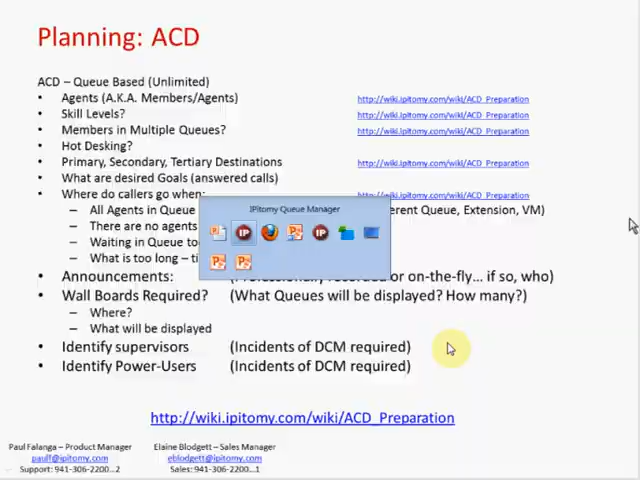 Planning: ACD
ACD – Queue Based (Unlimited)
• Agents (A.K.A. Members/Agents) http://wiki.ipitomy.com/wiki/ACD_Preparation
• Skill Levels? http://wiki.ipitomy.com/wiki/ACD_Preparation
• Members in Multiple Queues? http://wiki.ipitomy.com/wiki/ACD_Preparation
• Hot Desking?
• Primary, Secondary, Tertiary Destinations http://wiki.ipitomy.com/wiki/ACD_Preparation
• What are desired Goals (answered calls)
• Where do callers go when: http://wiki.ipitomy.com/wiki/ACD_Preparation
IPitomy Queue Manager
– All Agents in Queue erent Queue, Extension, VM)
– There are no agents
– Waiting in Queue to
– What is too long – ti
• Announcements: or on-the-fly… if so, who)
• Wall Boards Required? (What Queues will be displayed? How many?)
– Where?
– What will be displayed
• Identify supervisors (Incidents of DCM required)
• Identify Power-Users (Incidents of DCM required)
http://wiki.ipitomy.com/wiki/ACD_Preparation
Paul Falanga – Product Manager Elaine Blodgett – Sales Manager
paulf@ipitomy.com eblodgett@ipitomy.com
Support: 941-306-2200…2 Sales: 941-306-2200…1